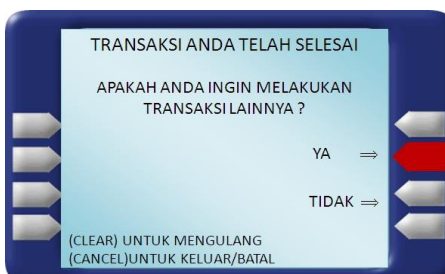 TRANSAKSI ANDA TELAH SELESAI
APAKAH ANDA INGIN MELAKUKAN
TRANSAKSI LAINNYA ?
YA ⇒
TIDAK ⇒
(CLEAR) UNTUK MENGULANG
(CANCEL)UNTUK KELUAR/BATAL